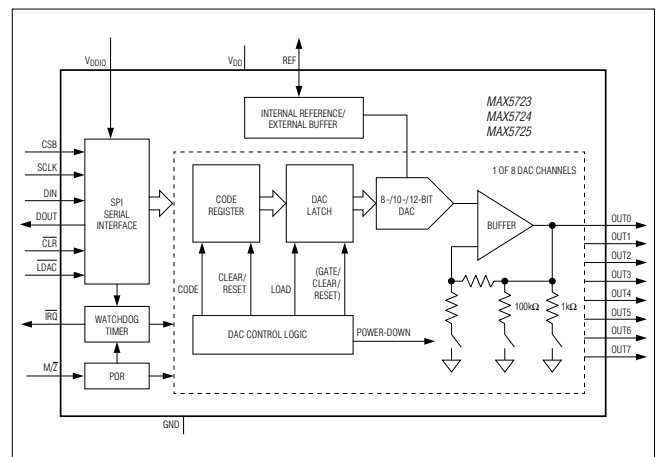 VDDIO
VDD
REF
MAX5723
MAX5724
MAX5725
INTERNAL REFERENCE/
EXTERNAL BUFFER
1 OF 8 DAC CHANNELS
CSB
SCLK
DIN
DOUT
CLR
LDAC
IRQ
M/Z
SPI
SERIAL
INTERFACE
WATCHDOG
TIMER
POR
CODE
REGISTER
DAC
LATCH
8-/10-/12-BIT
DAC
BUFFER
CODE
CLEAR/
RESET
LOAD
(GATE/
CLEAR/
RESET)
DAC CONTROL LOGIC
POWER-DOWN
100kΩ
1kΩ
OUT0
OUT1
OUT2
OUT3
OUT4
OUT5
OUT6
OUT7
GND